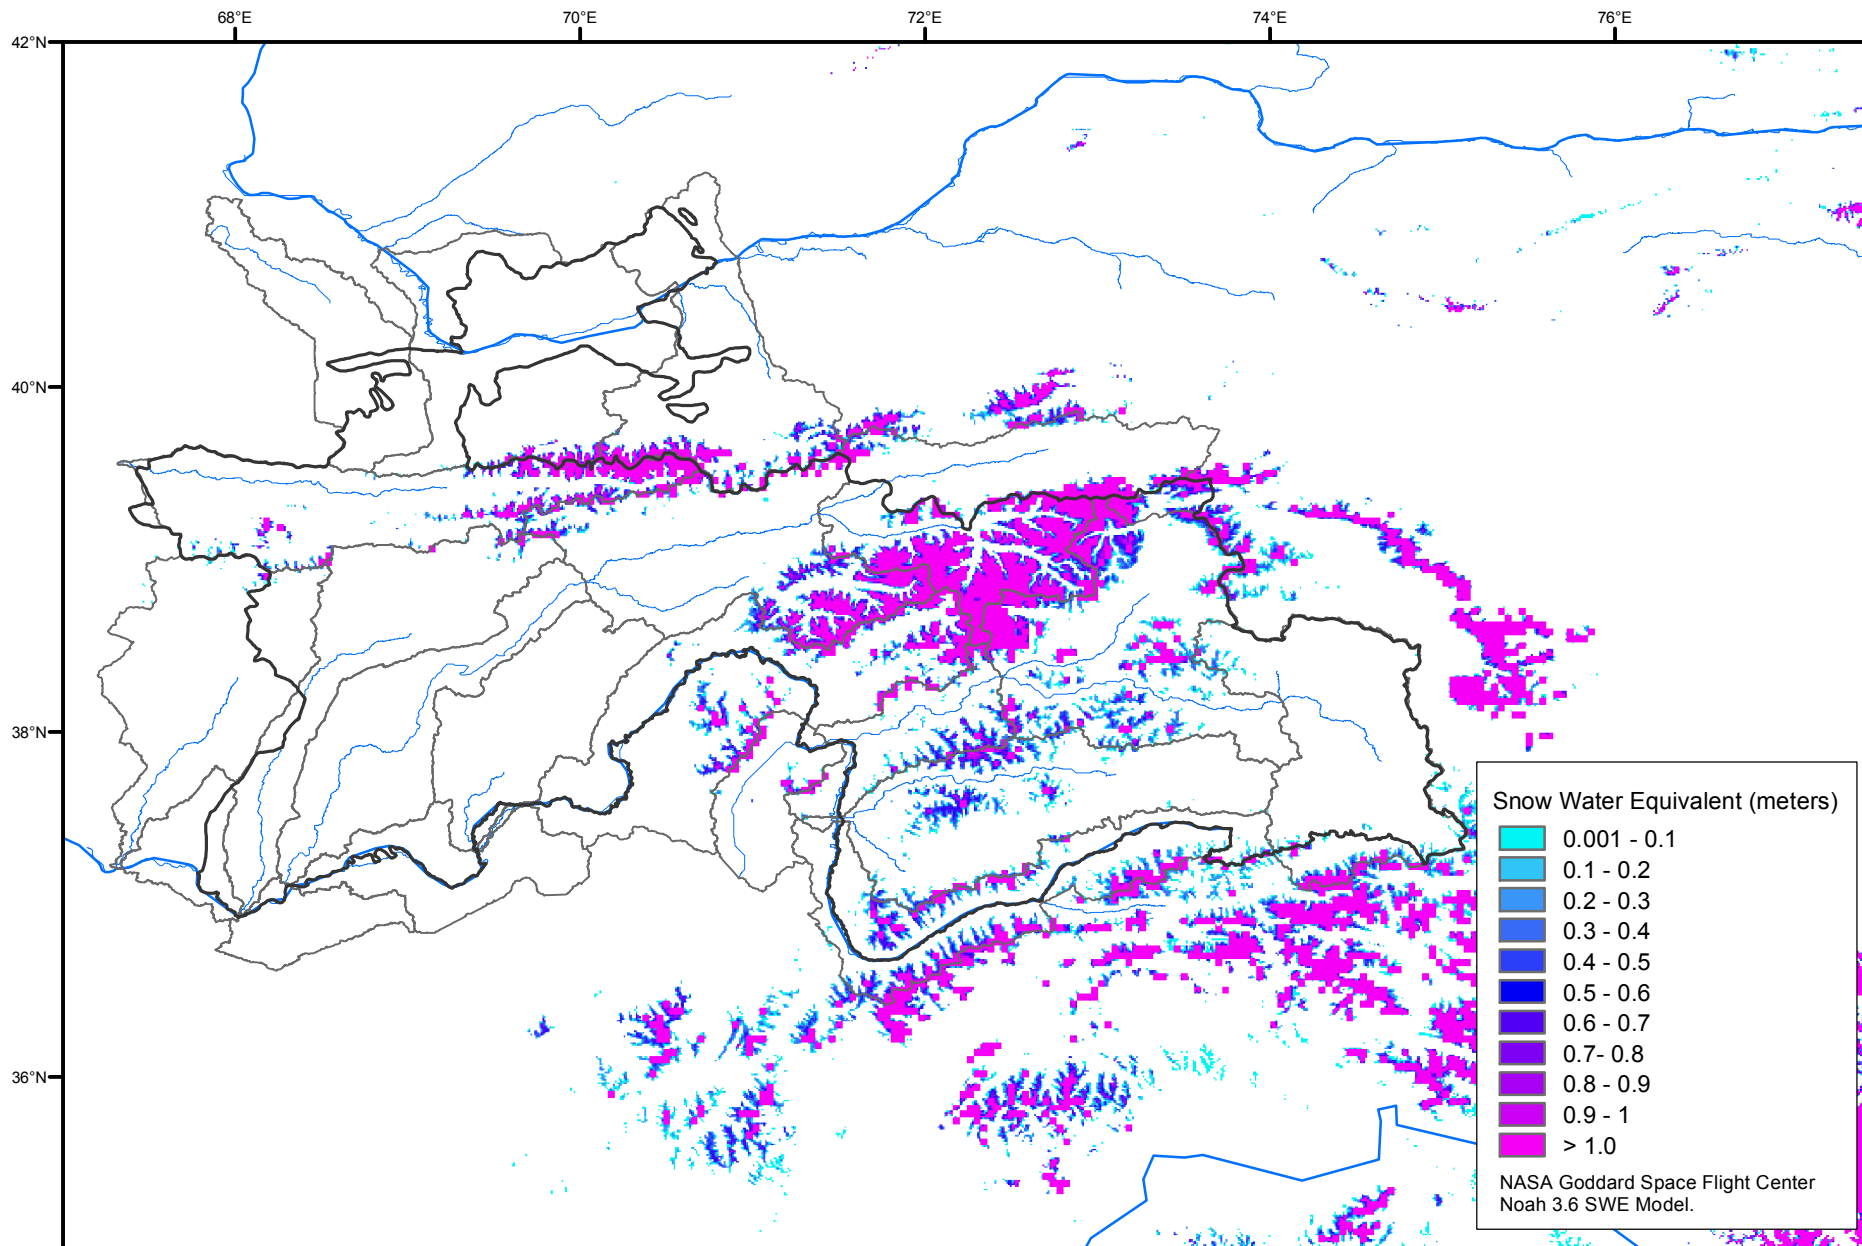 68°E 70°E 72°E 74°E 76°E
42°N
40°N
38°N
36°N
Snow Water Equivalent (meters)
0.001 - 0.1
0.1 - 0.2
0.2 - 0.3
0.3 - 0.4
0.4 - 0.5
0.5 - 0.6
0.6 - 0.7
0.7- 0.8
0.8 - 0.9
0.9 - 1
> 1.0
NASA Goddard Space Flight Center
Noah 3.6 SWE Model.